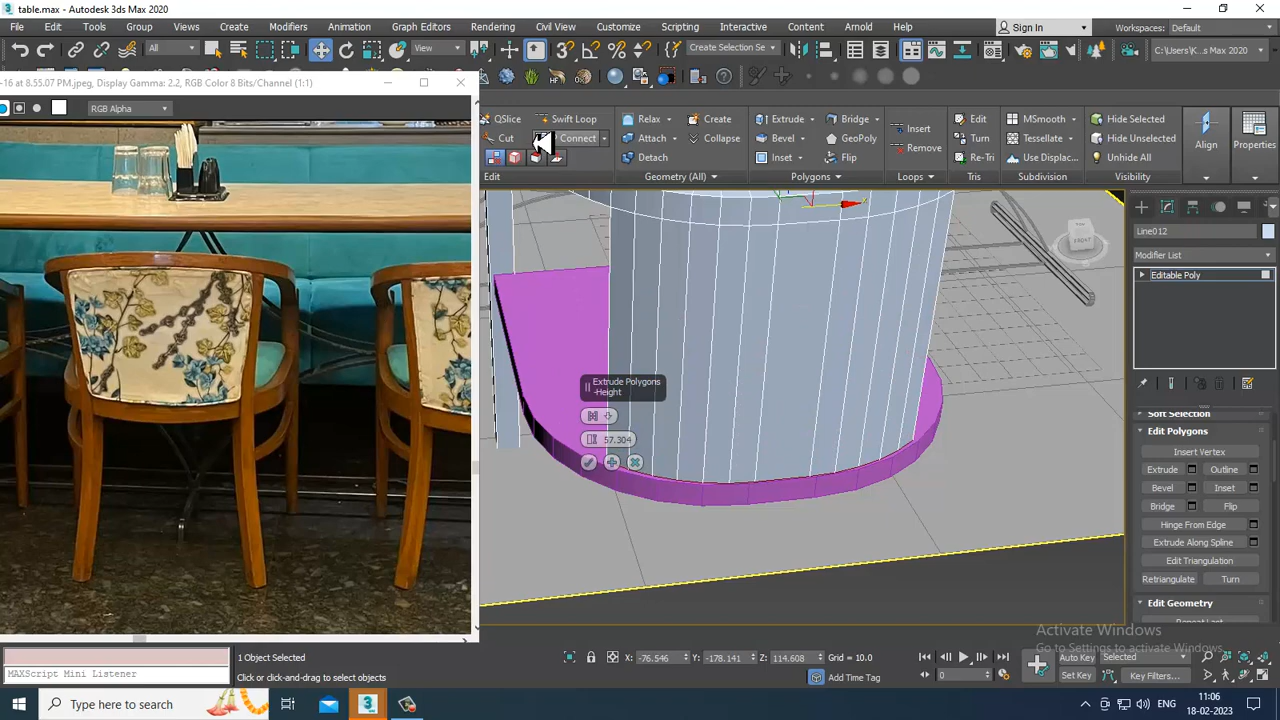 table.max - Autodesk 3ds Max 2020
File Edit Tools Group Views Create Modifiers Animation Graph Editors Rendering Civil View Customize Scripting Interactive Content Arnold Help Sign In Workspaces: Default
All View Create Selection Se C:\Users\K...s Max 2020
-16 at 8.55.07 PM.jpeg, Display Gamma: 2.2, RGB Color 8 Bits/Channel (1:1)
RGB Alpha
QSlice Swift Loop Relax Create Extrude Bridge Edit MSmooth Hide Selected
Cut Connect Attach Collapse Bevel GeoPoly Insert Turn Tessellate Hide Unselected
Detach Inset Flip Remove Re-Tri Use Displac... Unhide All
Align Properties
Edit Geometry (All) Polygons Loops Tris Subdivision
FRONT
Line012
Modifier List
Editable Poly
Extrude Polygons
-Height
57.304
Soft Selection
Edit Polygons
Insert Vertex
Extrude Outline
Bevel Inset
Bridge Flip
Hinge From Edge
Extrude Along Spline
Edit Triangulation
Retriangulate Turn
Edit Geometry
Repeat Last
Activate Windows
Go to Settings to activate Windows.
1 Object Selected X: -76.546 Y: -178.141 Z: 114.608 Grid = 10.0 Auto Key Selected
MAXScript Mini Listener Click or click-and-drag to select objects Add Time Tag 0 Set Key Key Filters...
Type here to search 3 ENG 11:06
18-02-2023